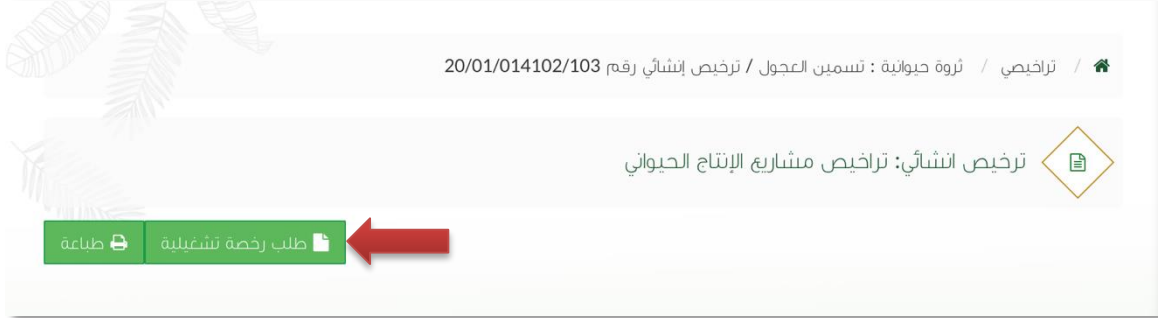 / تراخيصي / ثروة حيوانية : تسمين العجول / ترخيص إنشائي رقم 20/01/014102/103
ترخيص انشائي: تراخيص مشاريع الإنتاج الحيواني
طلب رخصة تشغيلية طباعة